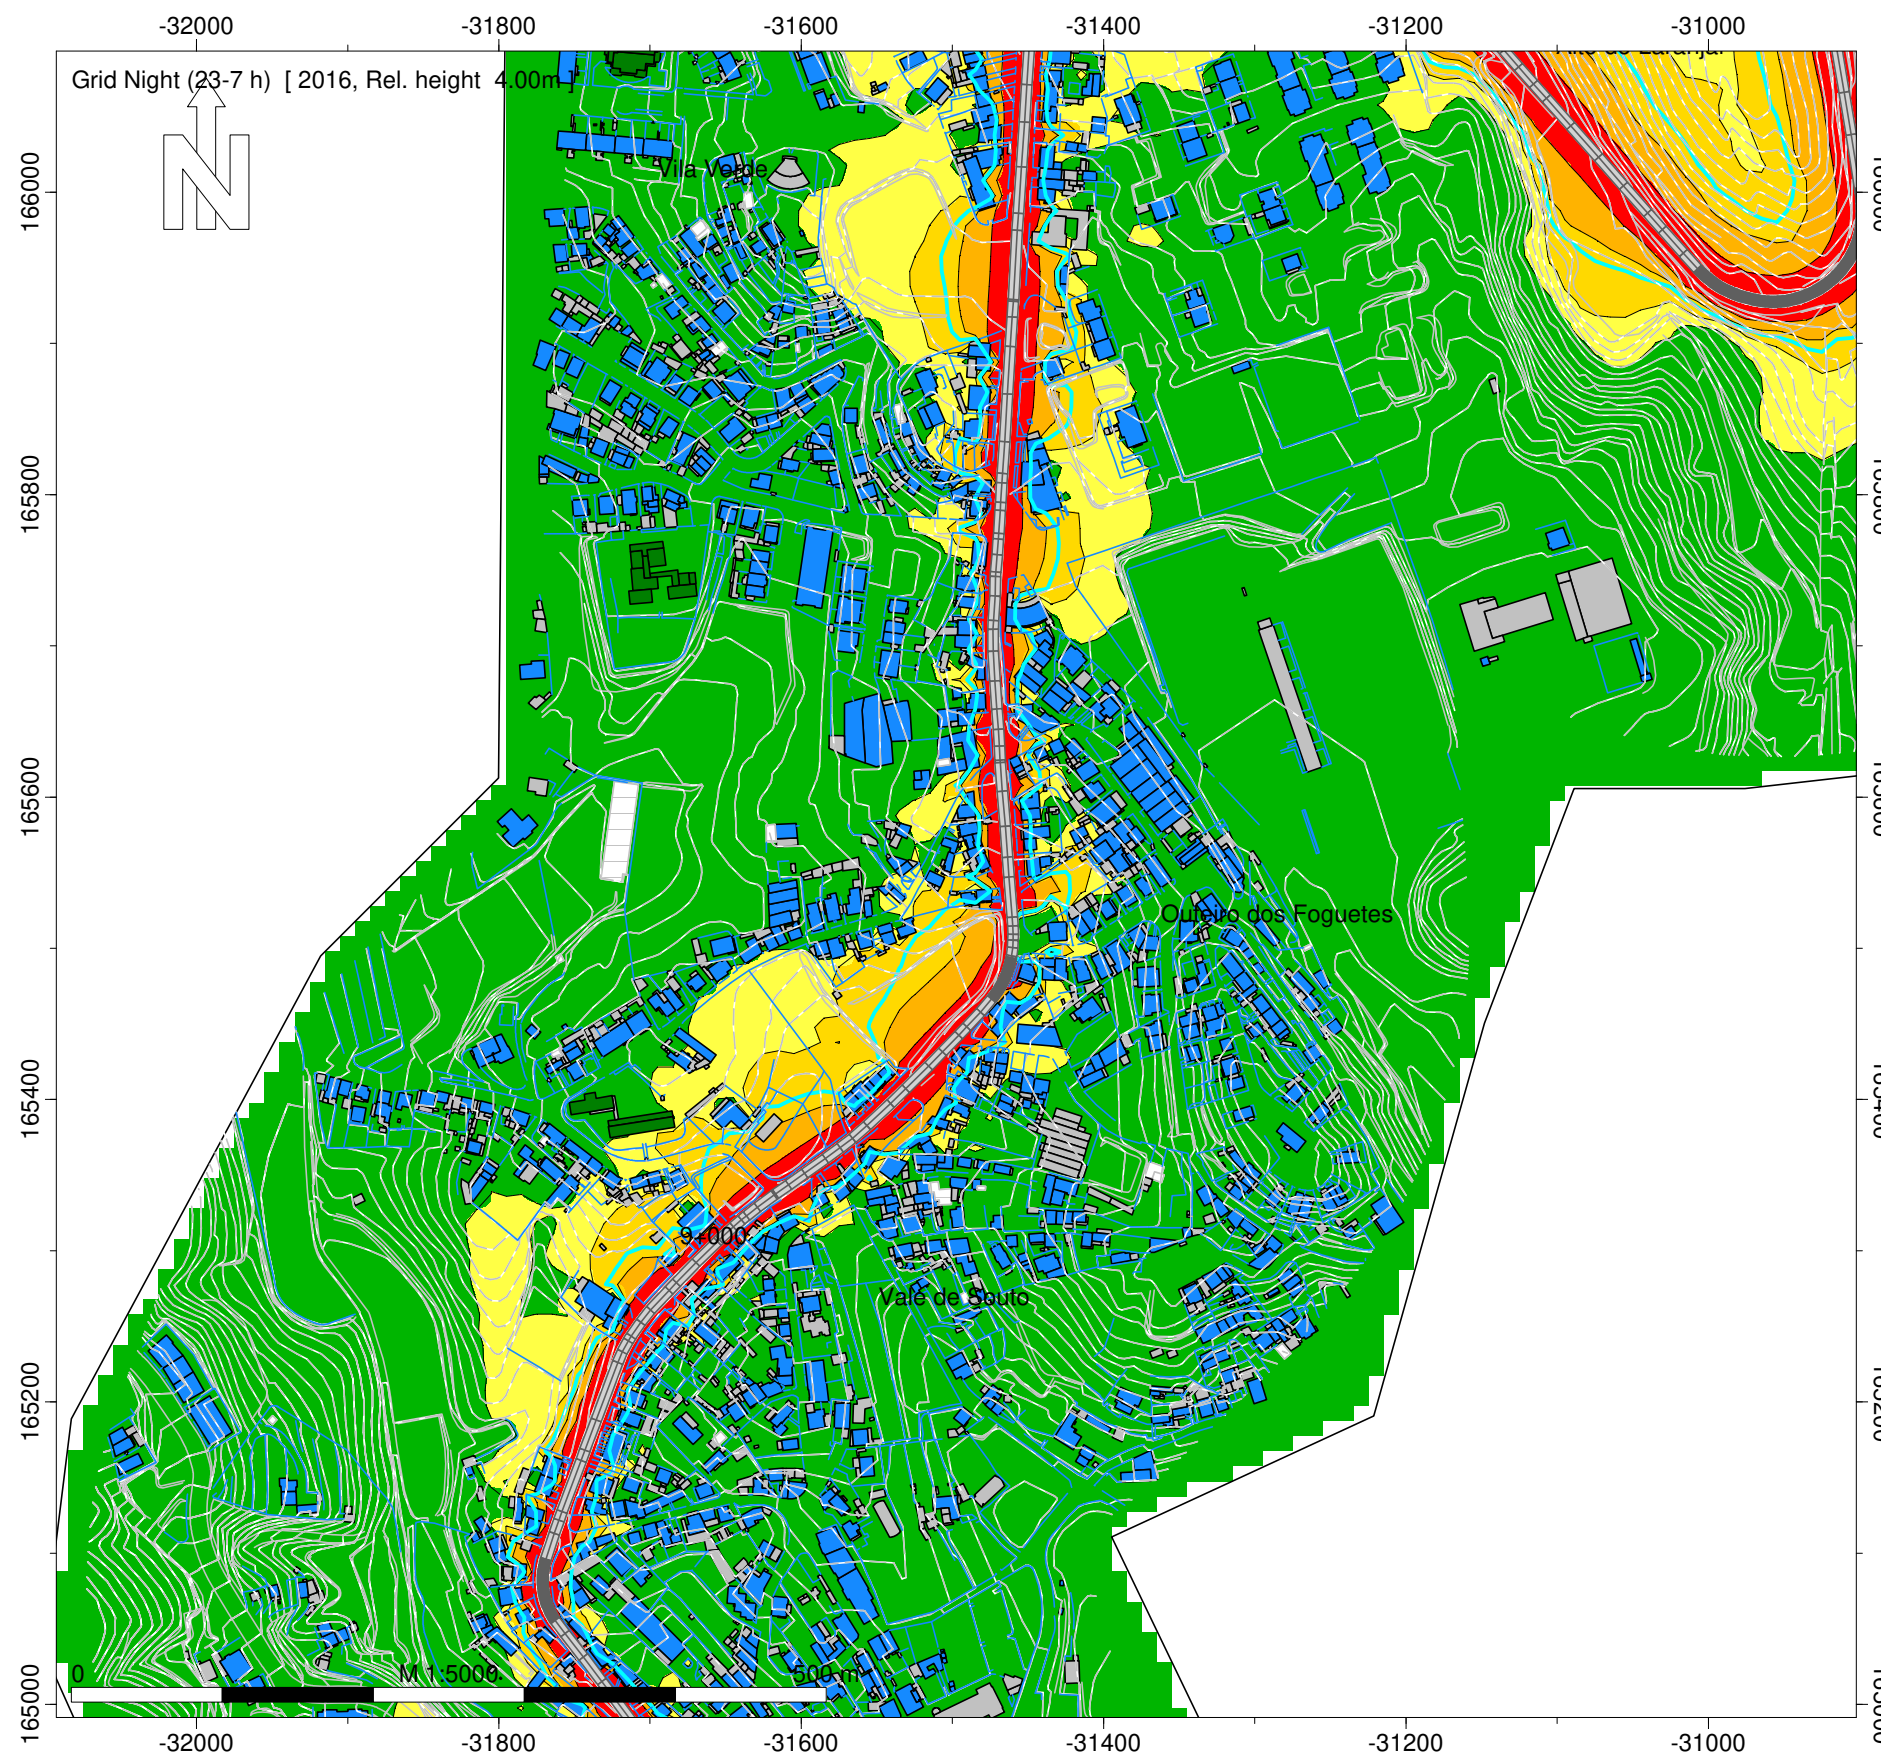 -32000 -31800 -31600 -31400 -31200 -31000
Grid Night (23-7 h) [ 2016, Rel. height 4.00m ]
N
Vila Verde
166000
165800
165600
Outeiro dos Foguetes
165400
9+000
Vale de Souto
165200
165000
0 M 1:5000 500 m
-32000 -31800 -31600 -31400 -31200 -31000